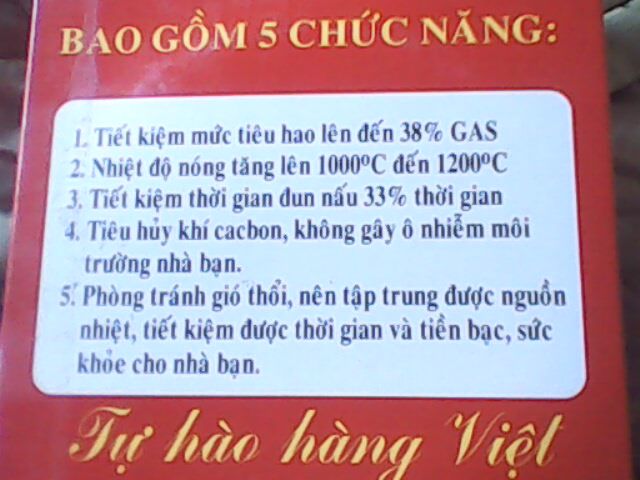 BAO GỒM 5 CHỨC NĂNG:
1. Tiết kiệm mức tiêu hao lên đến 38% GAS
2. Nhiệt độ nóng tăng lên 1000ºC đến 1200ºC
3. Tiết kiệm thời gian đun nấu 33% thời gian
4. Tiêu hủy khí cacbon, không gây ô nhiễm môi
trường nhà bạn.
5. Phòng tránh gió thổi, nên tập trung được nguồn
nhiệt, tiết kiệm được thời gian và tiền bạc, sức
khỏe cho nhà bạn.
Tự hào hàng Việt